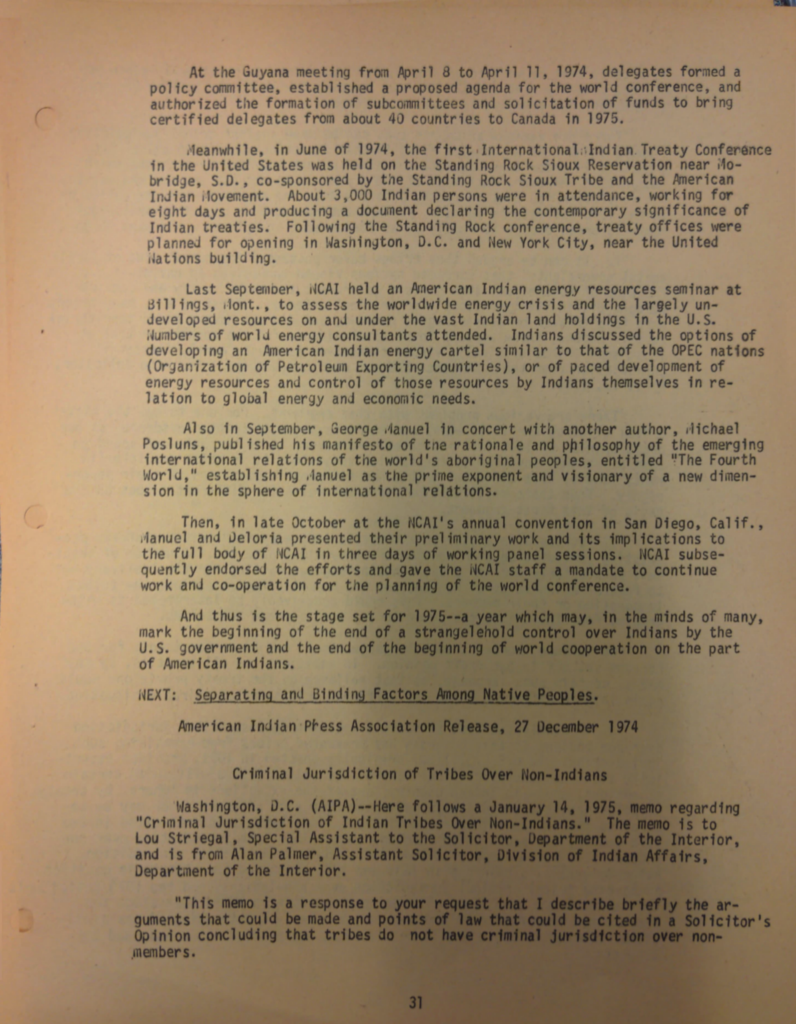 At the Guyana meeting from April 8 to April 11, 1974, delegates formed a
policy committee, established a proposed agenda for the world conference, and
authorized the formation of subcommittees and solicitation of funds to bring
certified delegates from about 40 countries to Canada in 1975.
Meanwhile, in June of 1974, the first International Indian Treaty Conference
in the United States was held on the Standing Rock Sioux Reservation near Mo-
bridge, S.D., co-sponsored by the Standing Rock Sioux Tribe and the American
Indian Movement. About 3,000 Indian persons were in attendance, working for
eight days and producing a document declaring the contemporary significance of
Indian treaties. Following the Standing Rock conference, treaty offices were
planned for opening in Washington, D.C. and New York City, near the United
Nations building.
Last September, NCAI held an American Indian energy resources seminar at
Billings, Mont., to assess the worldwide energy crisis and the largely un-
developed resources on and under the vast Indian land holdings in the U.S.
Numbers of world energy consultants attended. Indians discussed the options of
developing an American Indian energy cartel similar to that of the OPEC nations
(Organization of Petroleum Exporting Countries), or of paced development of
energy resources and control of those resources by Indians themselves in re-
lation to global energy and economic needs.
Also in September, George Manuel in concert with another author, Michael
Posluns, published his manifesto of the rationale and philosophy of the emerging
international relations of the world's aboriginal peoples, entitled "The Fourth
World," establishing Manuel as the prime exponent and visionary of a new dimen-
sion in the sphere of international relations.
Then, in late October at the NCAI's annual convention in San Diego, Calif.,
Manuel and Deloria presented their preliminary work and its implications to
the full body of NCAI in three days of working panel sessions. NCAI subse-
quently endorsed the efforts and gave the NCAI staff a mandate to continue
work and co-operation for the planning of the world conference.
And thus is the stage set for 1975--a year which may, in the minds of many,
mark the beginning of the end of a strangelehold control over Indians by the
U.S. government and the end of the beginning of world cooperation on the part
of American Indians.
NEXT: Separating and Binding Factors Among Native Peoples.
American Indian Press Association Release, 27 December 1974
Criminal Jurisdiction of Tribes Over Non-Indians
Washington, D.C. (AIPA)--Here follows a January 14, 1975, memo regarding
"Criminal Jurisdiction of Indian Tribes Over Non-Indians." The memo is to
Lou Striegal, Special Assistant to the Solicitor, Department of the Interior,
and is from Alan Palmer, Assistant Solicitor, Division of Indian Affairs,
Department of the Interior.
"This memo is a response to your request that I describe briefly the ar-
guments that could be made and points of law that could be cited in a Solicitor's
Opinion concluding that tribes do not have criminal jurisdiction over non-
members.
31